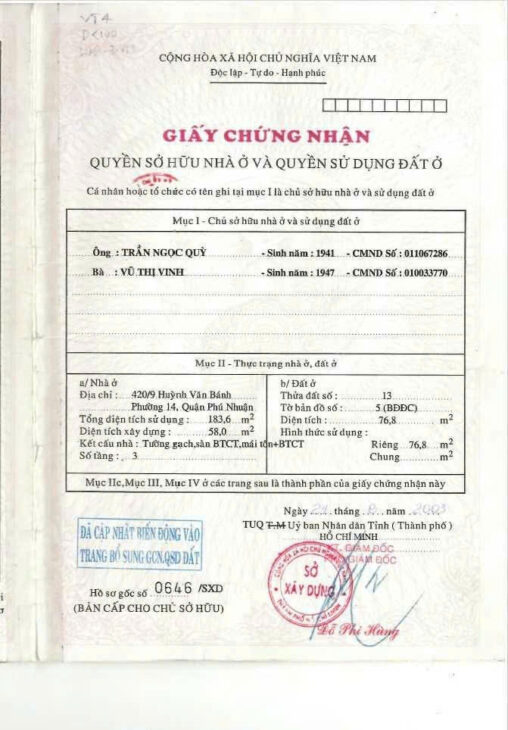 VT4
CỘNG HÒA XÃ HỘI CHỦ NGHĨA VIỆT NAM
Độc lập - Tự do - Hạnh phúc
GIẤY CHỨNG NHẬN
QUYỀN SỞ HỮU NHÀ Ở VÀ QUYỀN SỬ DỤNG ĐẤT Ở
Cá nhân hoặc tổ chức có tên ghi tại mục I là chủ sở hữu nhà ở và sử dụng đất ở
Mục I - Chủ sở hữu nhà ở và sử dụng đất ở
Ông : TRẦN NGỌC QUỲ - Sinh năm : 1941 - CMND Số : 011067286
Bà : VŨ THỊ VINH - Sinh năm : 1947 - CMND Số : 010033770
Mục II - Thực trạng nhà ở, đất ở
a/ Nhà ở
Địa chỉ : 420/9 Huỳnh Văn Bánh
Phường 14, Quận Phú Nhuận
Tổng diện tích sử dụng : 183,6 m2
Diện tích xây dựng : 58,0 m2
Kết cấu nhà : Tường gạch,sàn BTCT,mái tôn+BTCT
Số tầng : 3
b/ Đất ở
Thửa đất số : 13
Tờ bản đồ số : 5 (BĐĐC)
Diện tích : 76,8 m2
Hình thức sử dụng :
Riêng 76,8 m2
Chung m2
Mục IIc,Mục III, Mục IV ở các trang sau là thành phần của giấy chứng nhận này
Ngày tháng năm 2003
TUQ T.M Uỷ ban Nhân dân Tỉnh ( Thành phố )
HỒ CHÍ MINH
GIÁM ĐỐC
GIÁM ĐỐC
SỞ
XÂY DỰNG
Đỗ Phi Hùng
ĐÃ CẬP NHẬT BIẾN ĐỘNG VÀO
TRANG BỔ SUNG GCN.QSD ĐẤT
Hồ sơ gốc số 0646 /SXD
(BẢN CẤP CHO CHỦ SỞ HỮU)